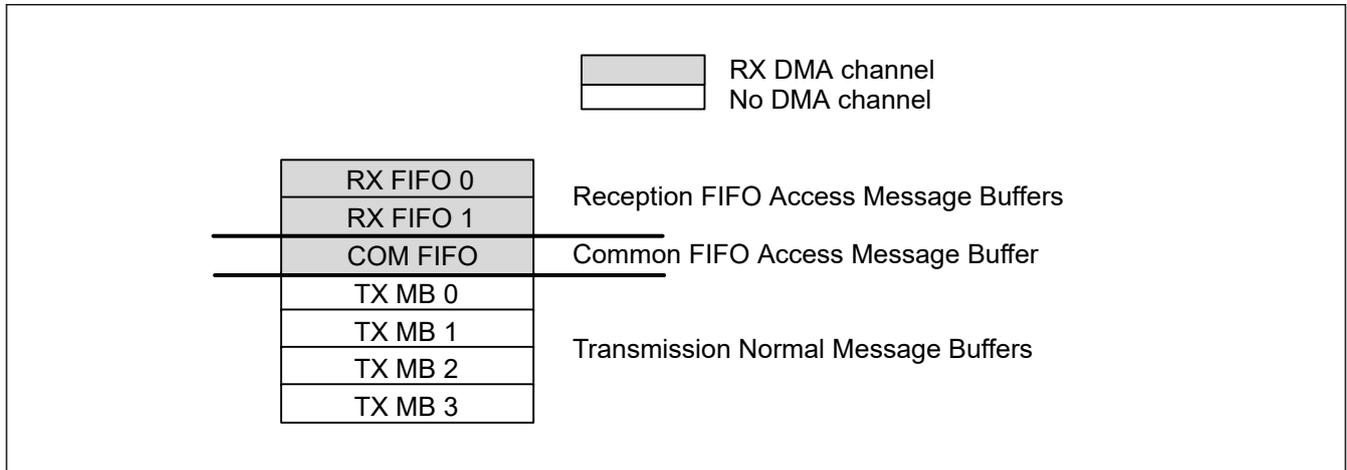 RX DMA channel
No DMA channel
RX FIFO 0
RX FIFO 1
Reception FIFO Access Message Buffers
COM FIFO
Common FIFO Access Message Buffer
TX MB 0
TX MB 1
TX MB 2
TX MB 3
Transmission Normal Message Buffers